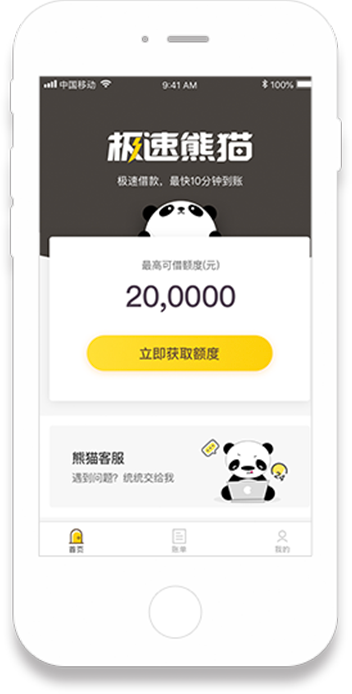 中国移动
9:41 AM
100%
极速熊猫
极速借款，最快10分钟到账
最高可借额度(元)
20,0000
立即获取额度
熊猫客服
遇到问题？统统交给我
24
首页
账单
我的